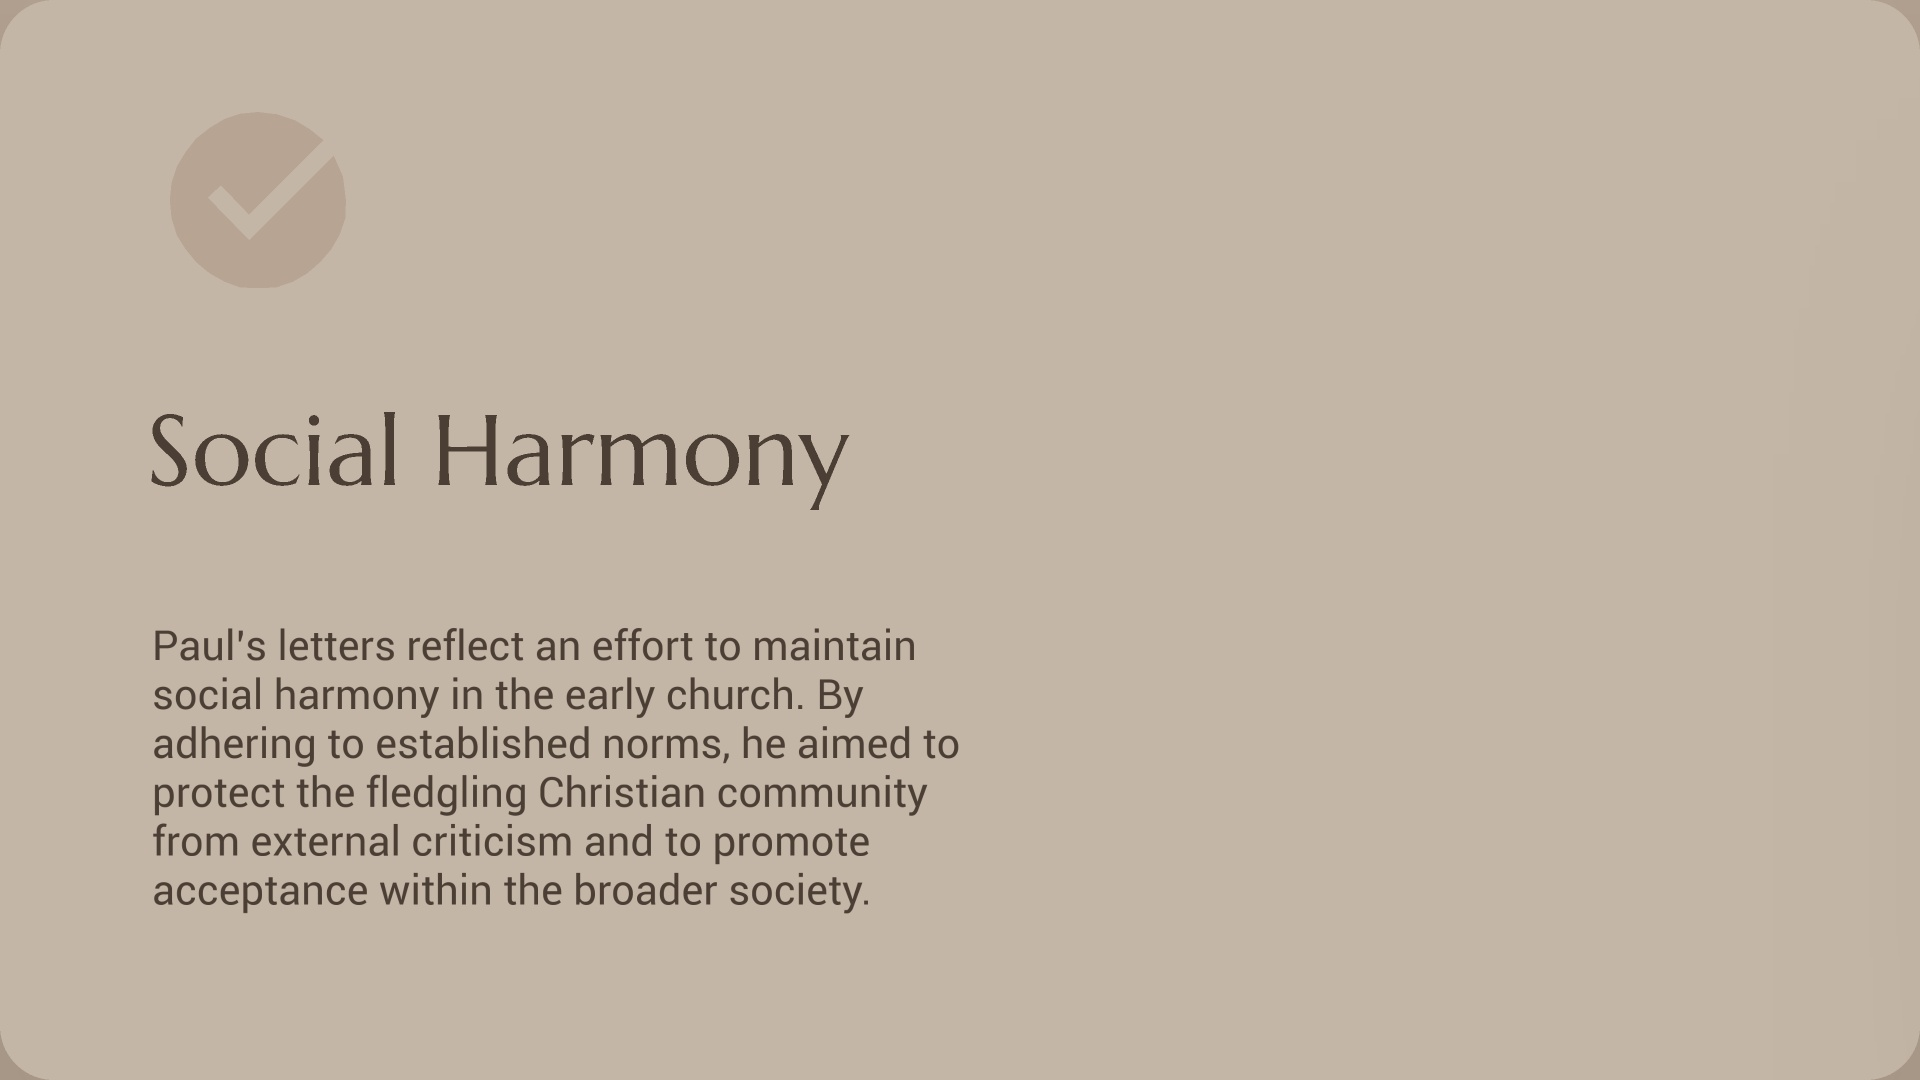 Social Harmony
Paul's letters reflect an effort to maintain
social harmony in the early church. By
adhering to established norms, he aimed to
protect the fledgling Christian community
from external criticism and to promote
acceptance within the broader society.